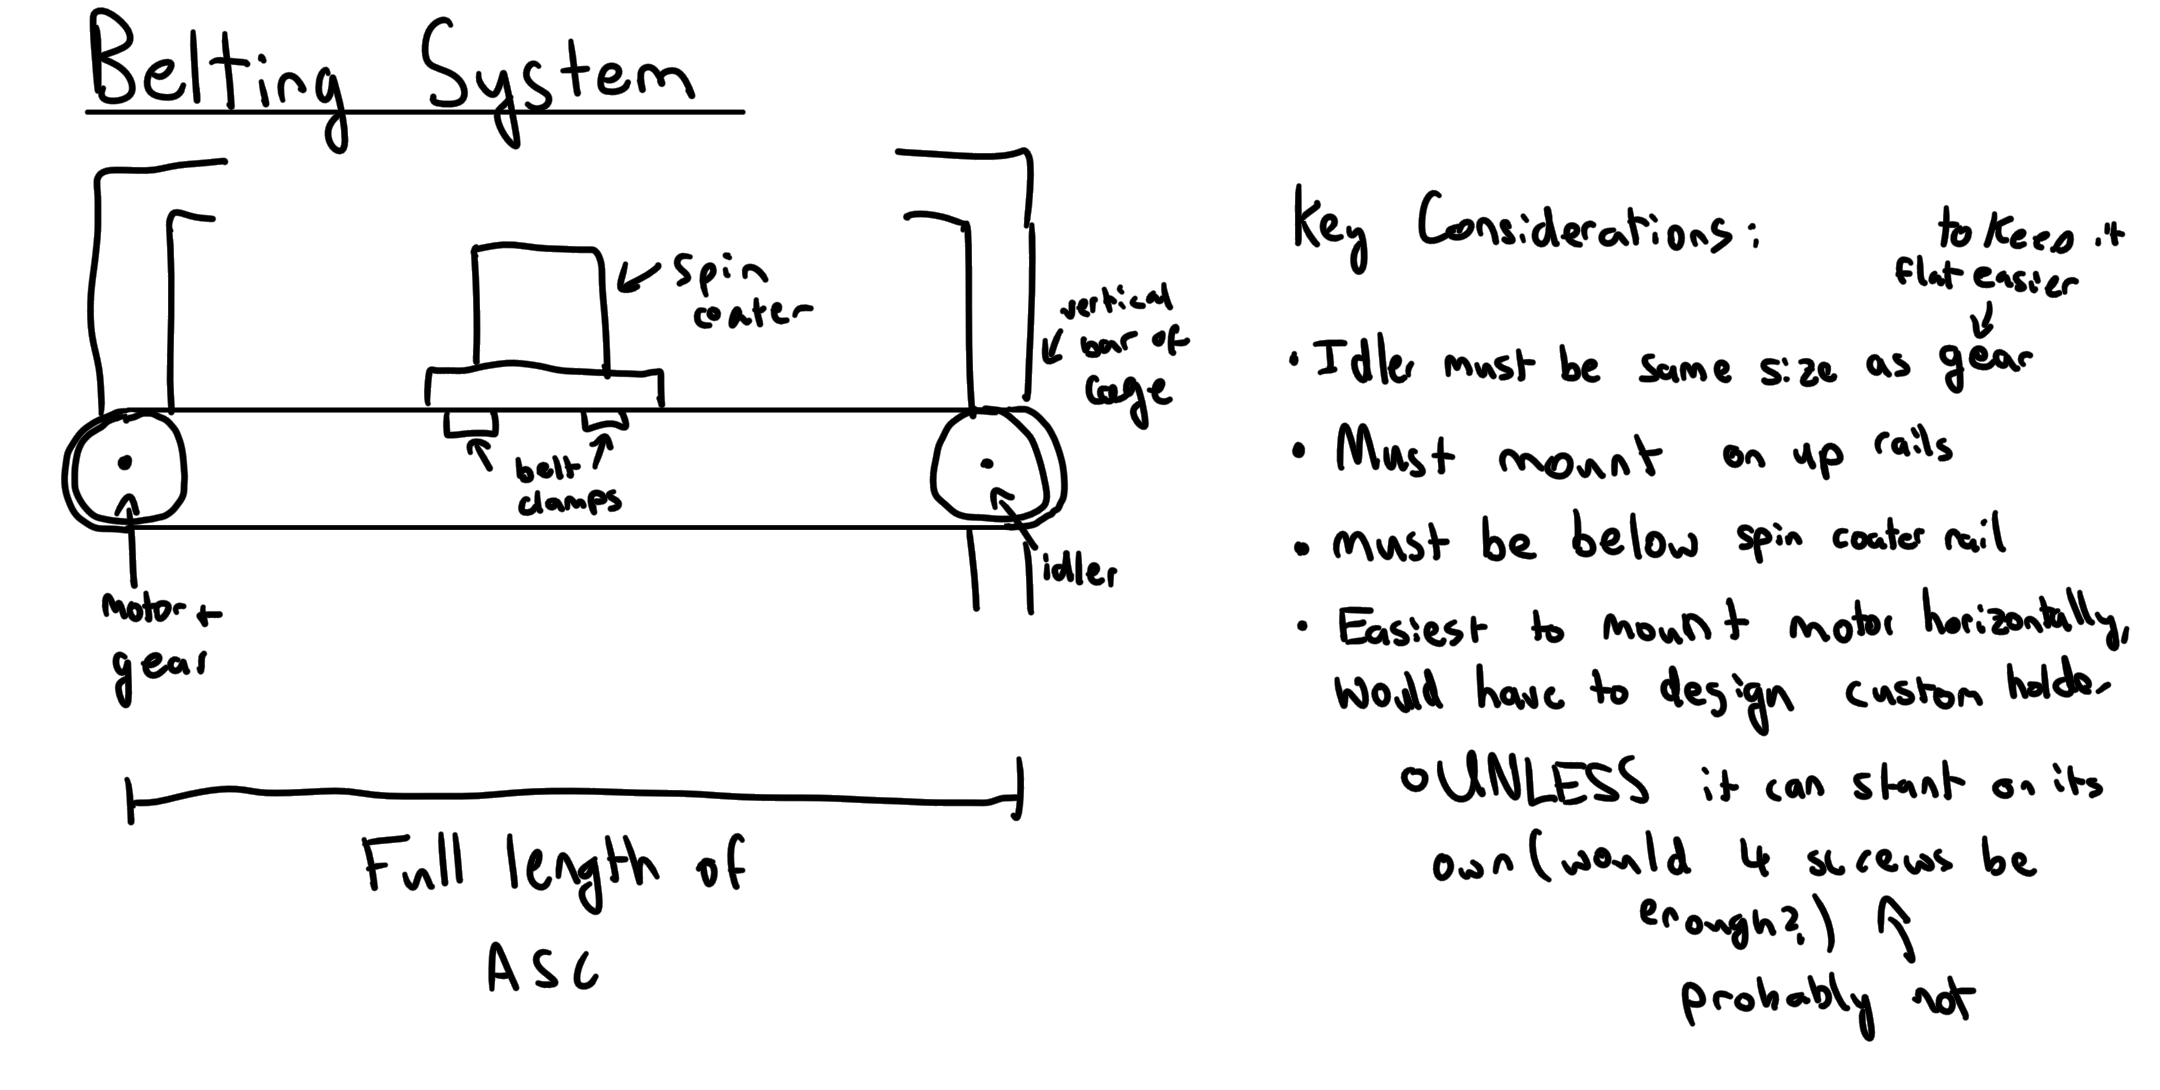 Belting System
spin
coater
vertical
bar of
cage
belt
clamps
idler
Motor +
gear
Full length of
ASC
Key Considerations:
to keep it
flat easier
• Idler must be same size as gear
• Must mount on up rails
• must be below spin coater rail
• Easiest to mount motor horizontally,
would have to design custom holder
○ UNLESS it can stant on its
own (would 4 screws be
enough?)
probably not